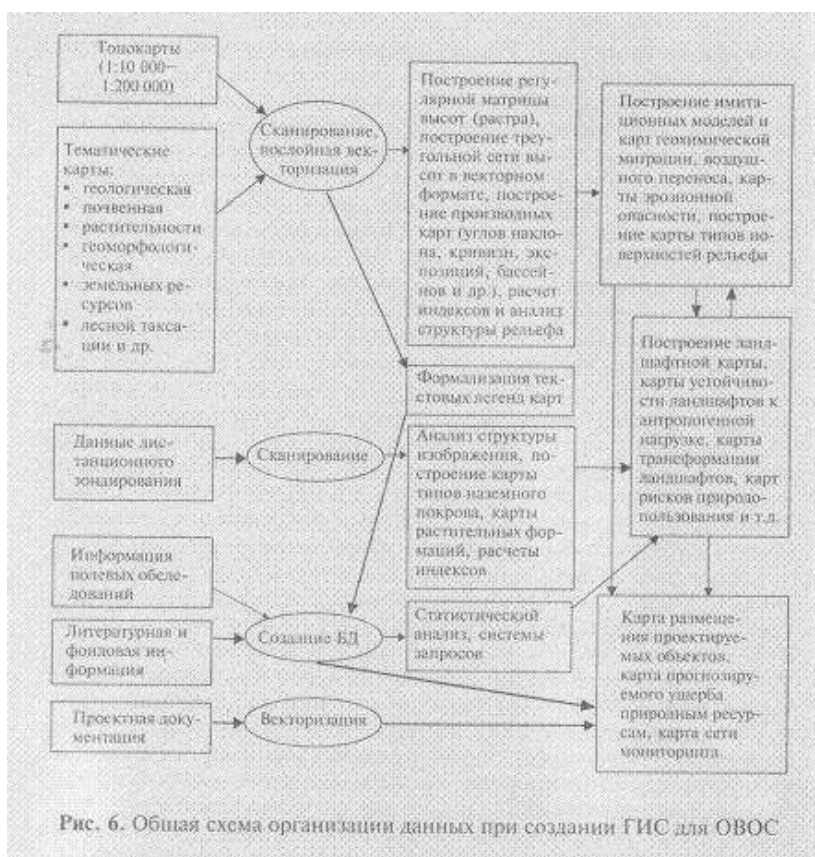 Топокарты
(1:10 000–
1:200 000)
Тематические
карты:
• геологическая
• почвенная
• растительности
• геоморфологи-
ческая
• земельных ре-
сурсов
• лесной такса-
ции и др.
Сканирование,
послойная век-
торизация
Построение регу-
лярной матрицы
высот (растра),
построение треу-
гольной сети вы-
сот в векторном
формате, построе-
ние производных
карт (углов накло-
на, кривизн, экс-
позиция, бассей-
нов и др.), расчет
индексов и анализ
структуры рельефа
Построение имита-
ционных моделей и
карт геохимической
миграции, воздуш-
ного переноса, кар-
ты эрозионной
опасности, построе-
ние карты типов по-
верхностей рельефа
Формализация тек-
стовых легенд карт
Построение ланд-
шафтной карты,
карты устойчиво-
сти ландшафтов к
антропогенной
нагрузке, карты
трансформации
ландшафтов, карт
рисков природо-
пользования и т.д.
Данные дис-
танционного
зондирования
Сканирование
Анализ структуры
изображения, по-
строение карты
типов наземного
покрова, карты
растительных фор-
маций, расчеты
индексов
Информация
полевых обсле-
дований
Литературная и
фондовая ин-
формация
Создание БД
Статистический
анализ, системы
запросов
Проектная доку-
ментация
Векторизация
Карта размеще-
ния проектируе-
мых объектов,
карта прогнозиру-
емого ущерба
природным ресур-
сам, карта сети
мониторинга
Рис. 6. Общая схема организации данных при создании ГИС для ОВОС